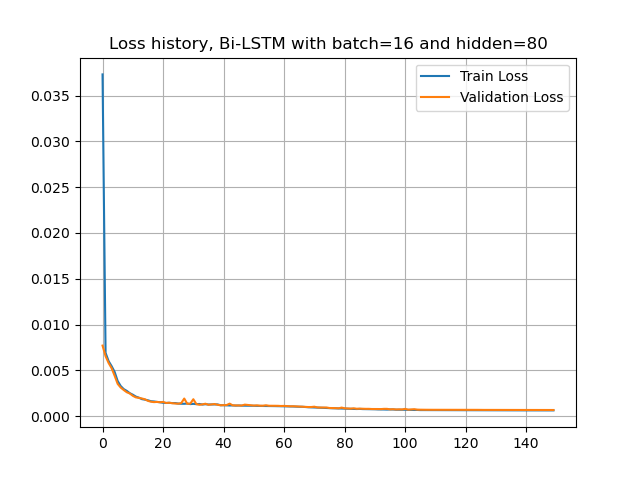 Loss history, Bi-LSTM with batch=16 and hidden=80
Train Loss
Validation Loss
0.035
0.030
0.025
0.020
0.015
0.010
0.005
0.000
0 20 40 60 80 100 120 140